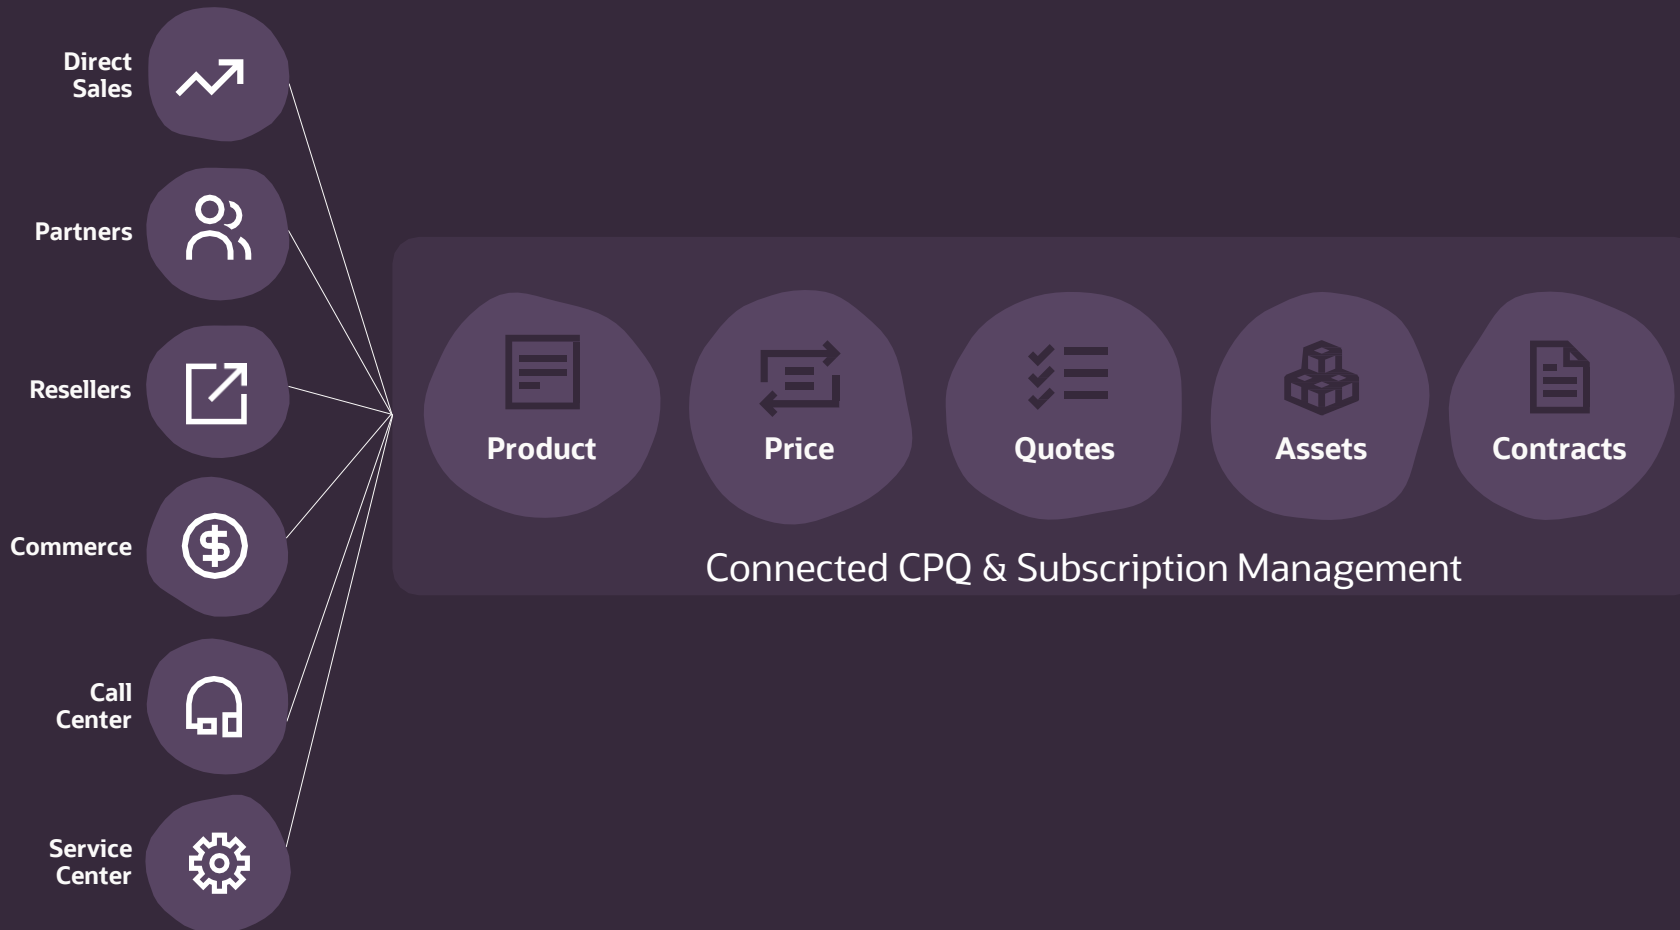 Direct
Sales
Partners
Resellers
Commerce
Call
Center
Service
Center
Product
Price
Quotes
Assets
Contracts
Connected CPQ & Subscription Management